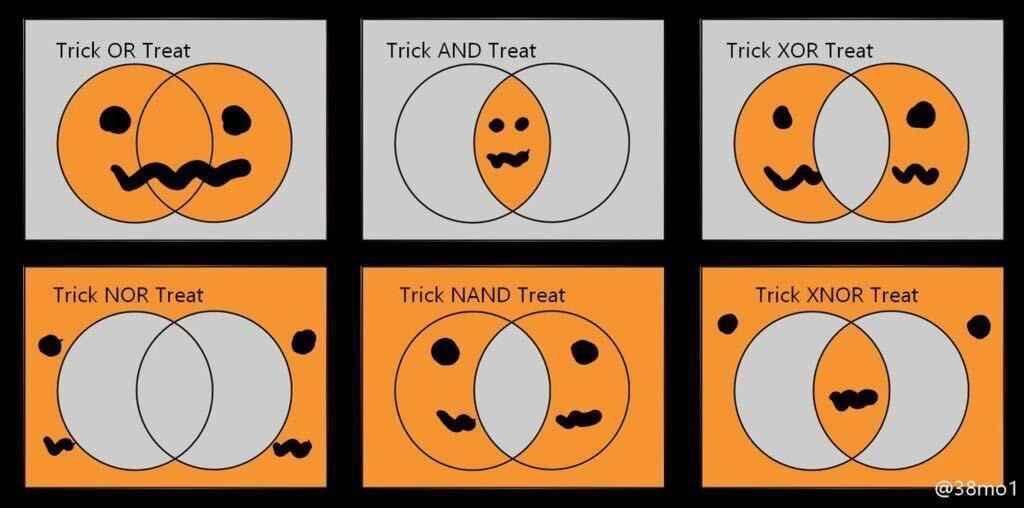 Trick OR Treat
Trick AND Treat
Trick XOR Treat
Trick NOR Treat
Trick NAND Treat
Trick XNOR Treat
@38mo1